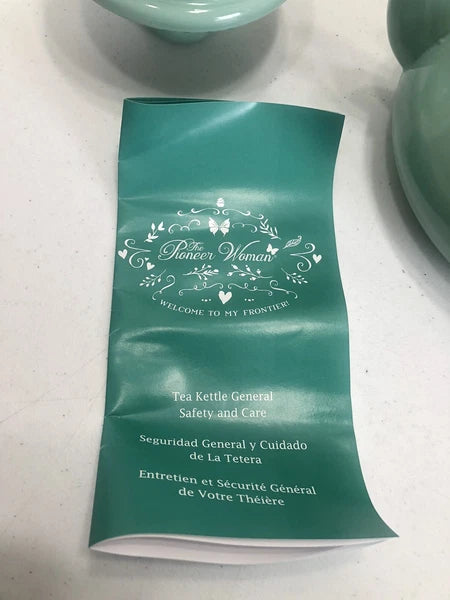 The
Pioneer Woman
WELCOME TO MY FRONTIER!
Tea Kettle General
Safety and Care
Seguridad General y Cuidado
de La Tetera
Entretien et Sécurité Général
de Votre Théière